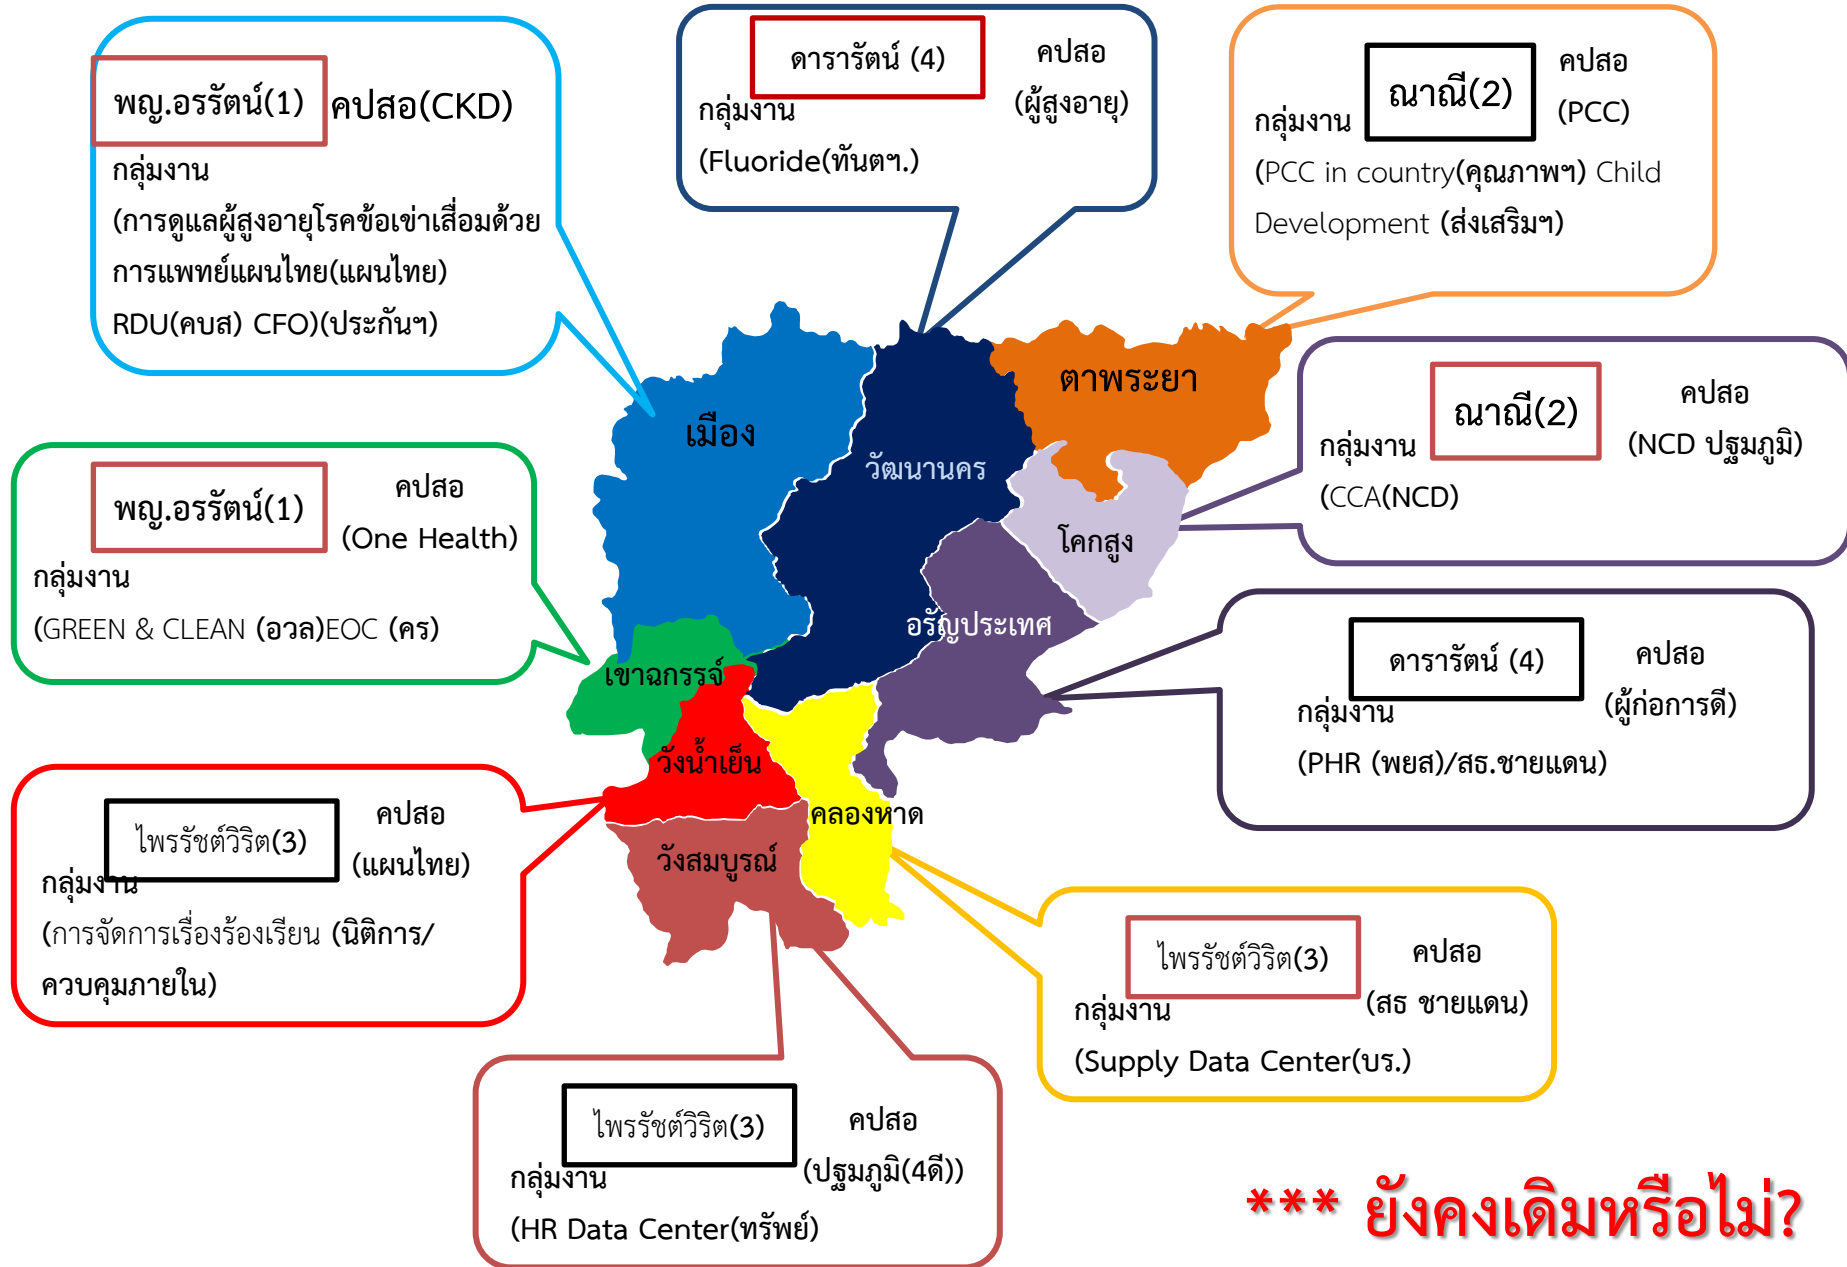 พญ.อรรัตน์(1) คปสอ(CKD)
กลุ่มงาน
(การดูแลผู้สูงอายุโรคข้อเข่าเสื่อมด้วย
การแพทย์แผนไทย(แผนไทย)
RDU(คบส) CFO)(ประกันฯ)
ดารารัตน์ (4)
คปสอ
(ผู้สูงอายุ)
กลุ่มงาน
(Fluoride(ทันตฯ.)
ณาณี(2)
คปสอ
(PCC)
กลุ่มงาน
(PCC in country(คุณภาพฯ) Child
Development (ส่งเสริมฯ)
พญ.อรรัตน์(1)
คปสอ
(One Health)
กลุ่มงาน
(GREEN & CLEAN (อวล)EOC (คร)
เมือง
วัฒนานคร
ตาพระยา
โคกสูง
อรัญประเทศ
เขาฉกรรจ์
วังน้ำเย็น
คลองหาด
วังสมบูรณ์
ณาณี(2)
คปสอ
(NCD ปฐมภูมิ)
กลุ่มงาน
(CCA(NCD)
ดารารัตน์ (4)
คปสอ
(ผู้ก่อการดี)
กลุ่มงาน
(PHR (พยส)/สธ.ชายแดน)
ไพรรัชต์วิริต(3)
คปสอ
(แผนไทย)
กลุ่มงาน
(การจัดการเรื่องร้องเรียน (นิติการ/
ควบคุมภายใน)
ไพรรัชต์วิริต(3)
คปสอ
(สธ ชายแดน)
กลุ่มงาน
(Supply Data Center(บร.)
ไพรรัชต์วิริต(3)
คปสอ
(ปฐมภูมิ(4ดี))
กลุ่มงาน
(HR Data Center(ทรัพย์)
*** ยังคงเดิมหรือไม่?